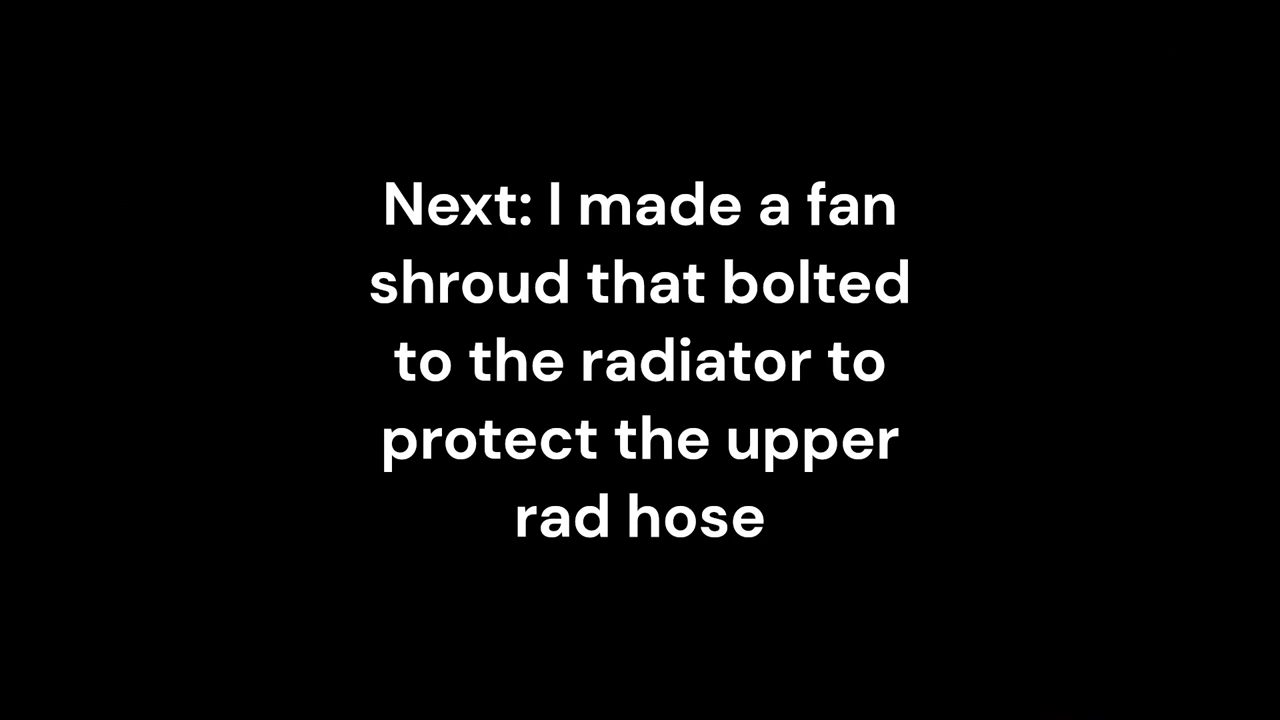 Next: I made a fan
shroud that bolted
to the radiator to
protect the upper
rad hose